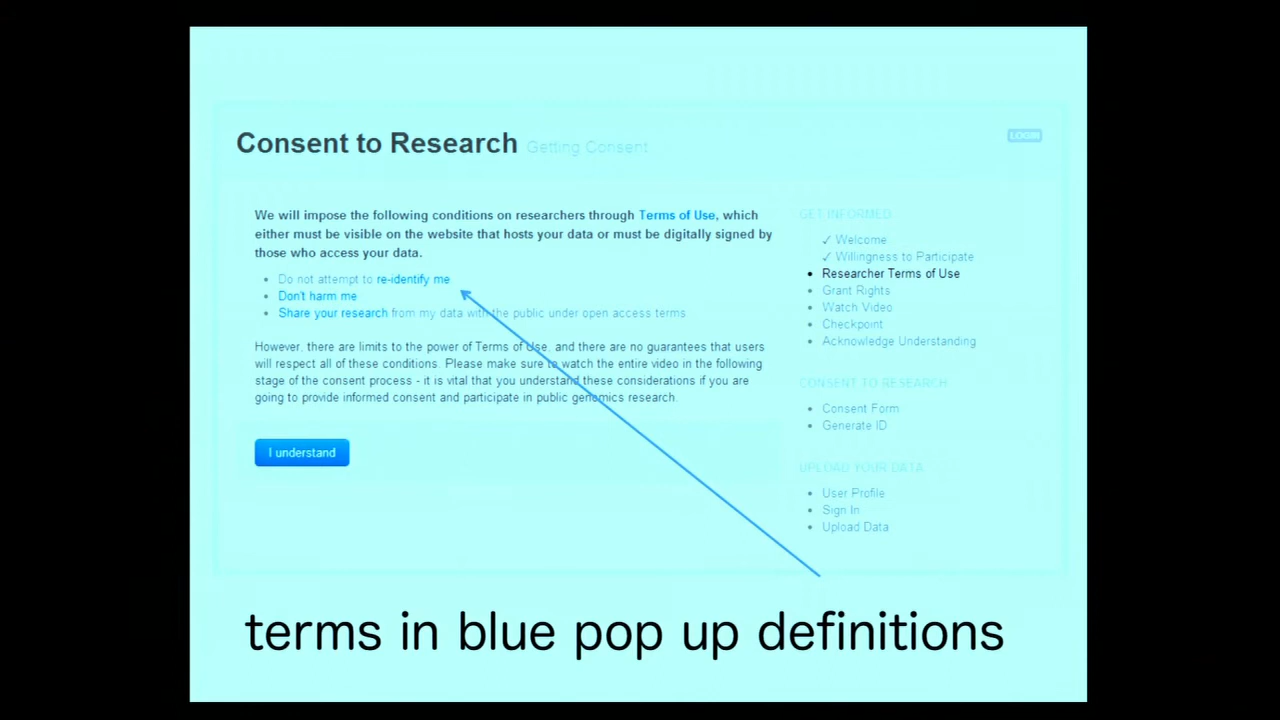 Consent to Research Getting Consent
LOGIN
We will impose the following conditions on researchers through Terms of Use, which
either must be visible on the website that hosts your data or must be digitally signed by
those who access your data.
• Do not attempt to re-identify me
• Don't harm me
• Share your research from my data with the public under open access terms.
However, there are limits to the power of Terms of Use, and there are no guarantees that users
will respect all of these conditions. Please make sure to watch the entire video in the following
stage of the consent process - it is vital that you understand these considerations if you are
going to provide informed consent and participate in public genomics research.
I understand
GET INFORMED
✓ Welcome
✓ Willingness to Participate
• Researcher Terms of Use
• Grant Rights
• Watch Video
• Checkpoint
• Acknowledge Understanding
CONSENT TO RESEARCH
• Consent Form
• Generate ID
UPLOAD YOUR DATA
• User Profile
• Sign In
• Upload Data
terms in blue pop up definitions